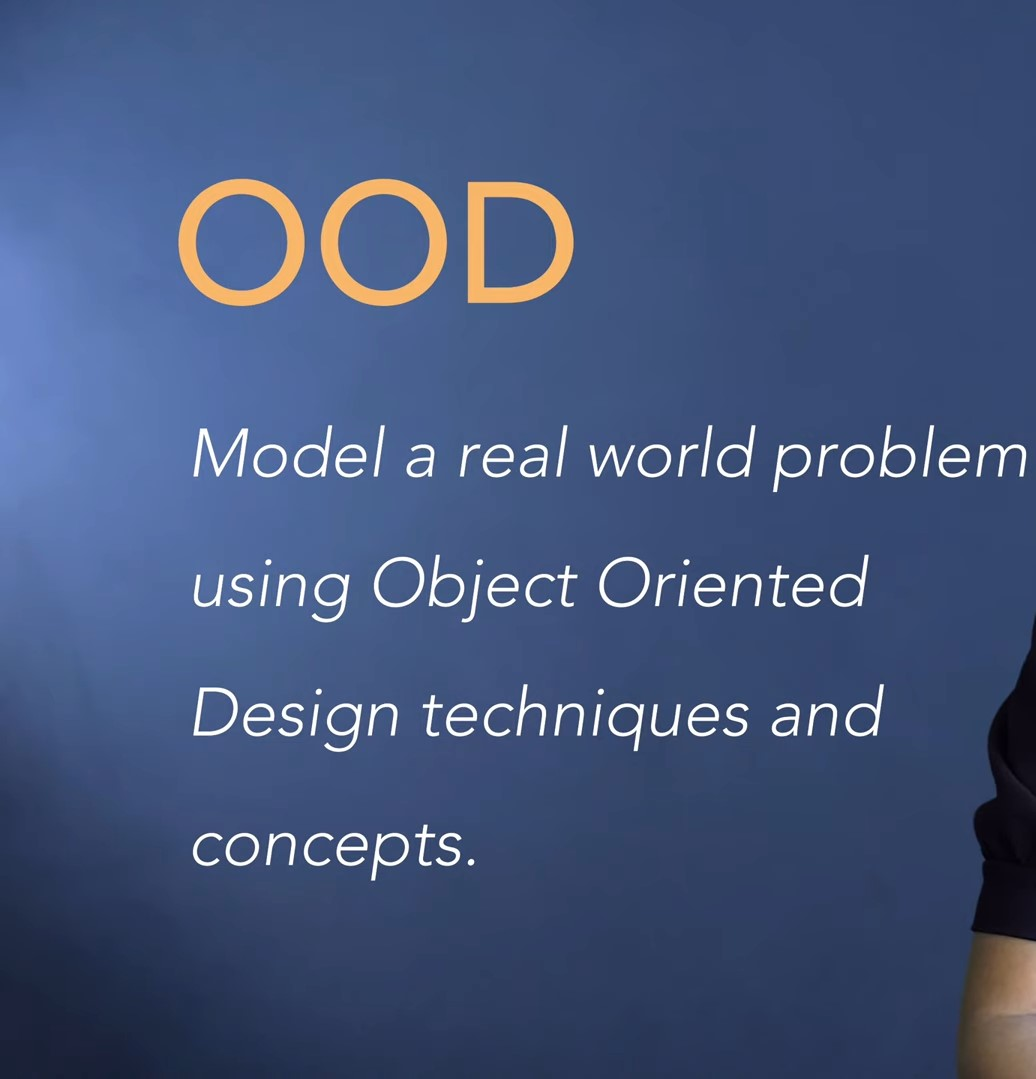 OOD
Model a real world problem
using Object Oriented
Design techniques and
concepts.